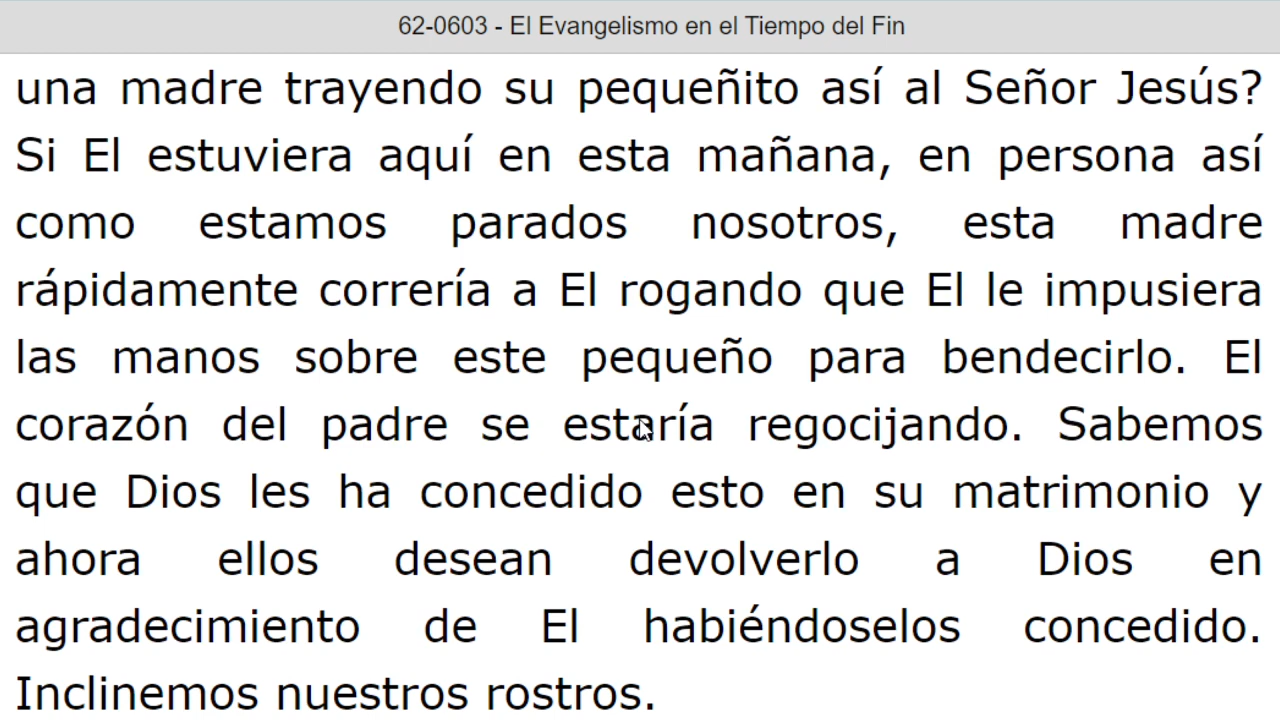 62-0603 - El Evangelismo en el Tiempo del Fin
una madre trayendo su pequeñito así al Señor Jesús?
Si El estuviera aquí en esta mañana, en persona así
como estamos parados nosotros, esta madre
rápidamente correría a El rogando que El le impusiera
las manos sobre este pequeño para bendecirlo. El
corazón del padre se estaría regocijando. Sabemos
que Dios les ha concedido esto en su matrimonio y
ahora ellos desean devolverlo a Dios en
agradecimiento de El habiéndoselos concedido.
Inclinemos nuestros rostros.